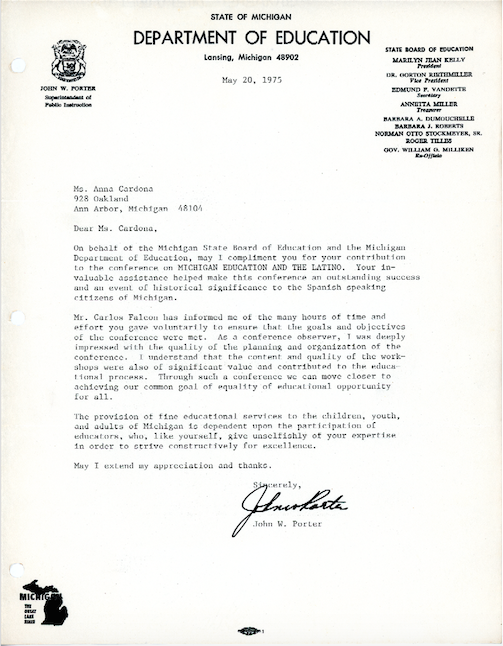 STATE OF MICHIGAN
DEPARTMENT OF EDUCATION
Lansing, Michigan 48902
May 20, 1975
JOHN W. PORTER
Superintendent of
Public Instruction
STATE BOARD OF EDUCATION
MARILYN JEAN KELLY
President
DR. GORTON RIETHMILLER
Vice President
EDMUND F. VANDETTE
Secretary
ANNETTA MILLER
Treasurer
BARBARA A. DUMOUCHELLE
BARBARA J. ROBERTS
NORMAN OTTO STOCKMEYER, SR.
ROGER TILLES
GOV. WILLIAM G. MILLIKEN
Ex-Officio
Ms. Anna Cardona
928 Oakland
Ann Arbor, Michigan 48104
Dear Ms. Cardona,
On behalf of the Michigan State Board of Education and the Michigan
Department of Education, may I compliment you for your contribution
to the conference on MICHIGAN EDUCATION AND THE LATINO. Your in-
valuable assistance helped make this conference an outstanding success
and an event of historical significance to the Spanish speaking
citizens of Michigan.
Mr. Carlos Falcon has informed me of the many hours of time and
effort you gave voluntarily to ensure that the goals and objectives
of the conference were met. As a conference observer, I was deeply
impressed with the quality of the planning and organization of the
conference. I understand that the content and quality of the work-
shops were also of significant value and contributed to the educa-
tional process. Through such a conference we can move closer to
achieving our common goal of equality of educational opportunity
for all.
The provision of fine educational services to the children, youth,
and adults of Michigan is dependent upon the participation of
educators, who, like yourself, give unselfishly of your expertise
in order to strive constructively for excellence.
May I extend my appreciation and thanks.
Sincerely,
John W. Porter
John W. Porter
MICHIGAN
THE
GREAT
LAKE
STATE